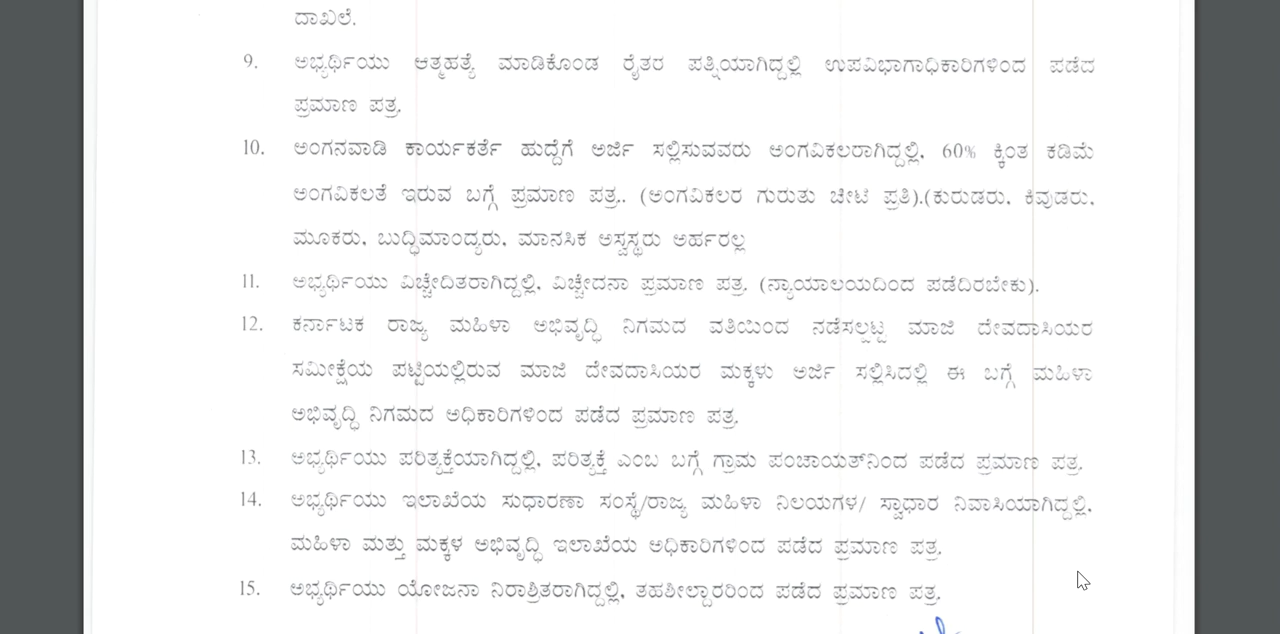 ದಾಖಲೆ.
9. ಅಭ್ಯರ್ಥಿಯು ಆತ್ಮಹತ್ಯೆ ಮಾಡಿಕೊಂಡ ರೈತರ ಪತ್ನಿಯಾಗಿದ್ದಲ್ಲಿ ಉಪವಿಭಾಗಾಧಿಕಾರಿಗಳಿಂದ ಪಡೆದ
ಪ್ರಮಾಣ ಪತ್ರ.
10. ಅಂಗನವಾಡಿ ಕಾರ್ಯಕರ್ತೆ ಹುದ್ದೆಗೆ ಅರ್ಜಿ ಸಲ್ಲಿಸುವವರು ಅಂಗವಿಕಲರಾಗಿದ್ದಲ್ಲಿ, 60% ಕ್ಕಿಂತ ಕಡಿಮೆ
ಅಂಗವಿಕಲತೆ ಇರುವ ಬಗ್ಗೆ ಪ್ರಮಾಣ ಪತ್ರ.. (ಅಂಗವಿಕಲರ ಗುರುತು ಚೀಟಿ ಪ್ರತಿ).(ಕುರುಡರು, ಕಿವುಡರು,
ಮೂಕರು, ಬುದ್ಧಿಮಾಂದ್ಯರು, ಮಾನಸಿಕ ಅಸ್ವಸ್ಥರು ಅರ್ಹರಲ್ಲ
11. ಅಭ್ಯರ್ಥಿಯು ವಿಚ್ಛೇದಿತರಾಗಿದ್ದಲ್ಲಿ, ವಿಚ್ಛೇದನಾ ಪ್ರಮಾಣ ಪತ್ರ. (ನ್ಯಾಯಾಲಯದಿಂದ ಪಡೆದಿರಬೇಕು).
12. ಕರ್ನಾಟಕ ರಾಜ್ಯ ಮಹಿಳಾ ಅಭಿವೃದ್ಧಿ ನಿಗಮದ ವತಿಯಿಂದ ನಡೆಸಲ್ಪಟ್ಟ ಮಾಜಿ ದೇವದಾಸಿಯರ
ಸಮೀಕ್ಷೆಯ ಪಟ್ಟಿಯಲ್ಲಿರುವ ಮಾಜಿ ದೇವದಾಸಿಯರ ಮಕ್ಕಳು ಅರ್ಜಿ ಸಲ್ಲಿಸಿದಲ್ಲಿ ಈ ಬಗ್ಗೆ ಮಹಿಳಾ
ಅಭಿವೃದ್ಧಿ ನಿಗಮದ ಅಧಿಕಾರಿಗಳಿಂದ ಪಡೆದ ಪ್ರಮಾಣ ಪತ್ರ.
13. ಅಭ್ಯರ್ಥಿಯು ಪರಿತ್ಯಕ್ತೆಯಾಗಿದ್ದಲ್ಲಿ, ಪರಿತ್ಯಕ್ತೆ ಎಂಬ ಬಗ್ಗೆ ಗ್ರಾಮ ಪಂಚಾಯತ್‌ನಿಂದ ಪಡೆದ ಪ್ರಮಾಣ ಪತ್ರ.
14. ಅಭ್ಯರ್ಥಿಯು ಇಲಾಖೆಯ ಸುಧಾರಣಾ ಸಂಸ್ಥೆ/ರಾಜ್ಯ ಮಹಿಳಾ ನಿಲಯಗಳ/ ಸ್ವಾಧಾರ ನಿವಾಸಿಯಾಗಿದ್ದಲ್ಲಿ,
ಮಹಿಳಾ ಮತ್ತು ಮಕ್ಕಳ ಅಭಿವೃದ್ಧಿ ಇಲಾಖೆಯ ಅಧಿಕಾರಿಗಳಿಂದ ಪಡೆದ ಪ್ರಮಾಣ ಪತ್ರ.
15. ಅಭ್ಯರ್ಥಿಯು ಯೋಜನಾ ನಿರಾಶ್ರಿತರಾಗಿದ್ದಲ್ಲಿ, ತಹಶೀಲ್ದಾರರಿಂದ ಪಡೆದ ಪ್ರಮಾಣ ಪತ್ರ.